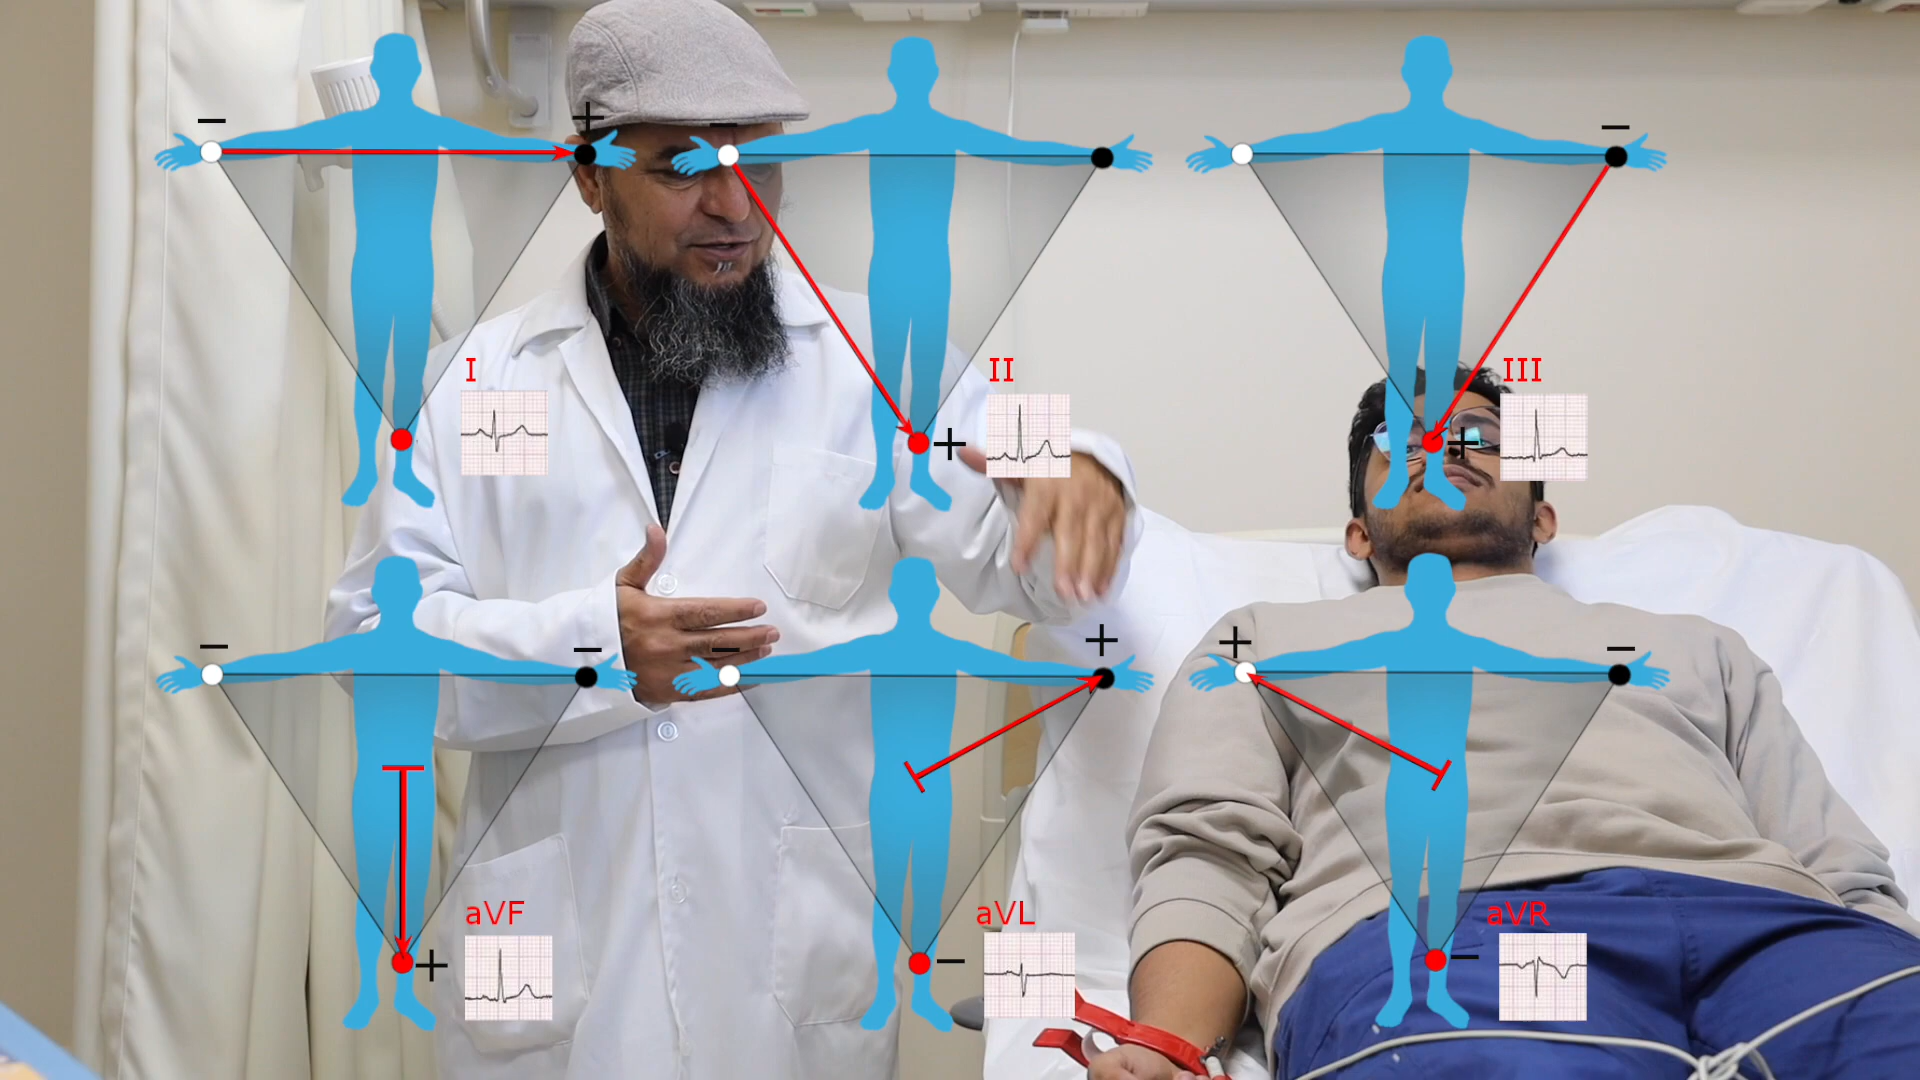 − +
−
−
I
II
III
+
+
− −
− +
+ −
aVF
aVL
aVR
+
−
−